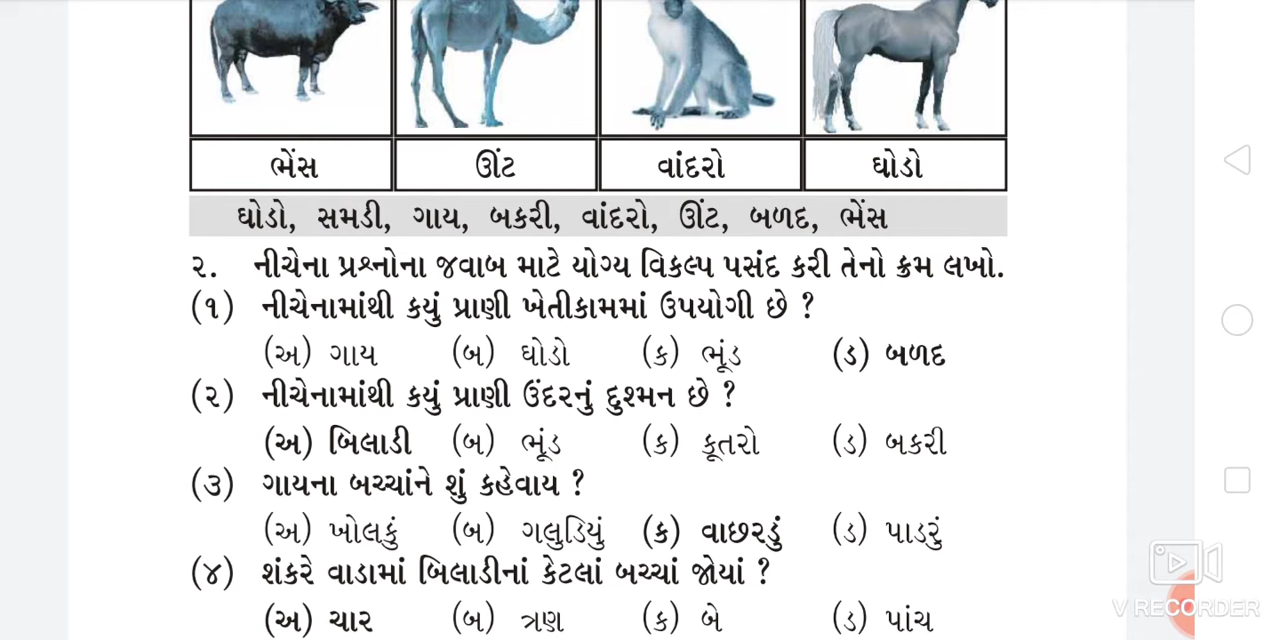 ભેંસ ઊંટ વાંદરો ઘોડો
ઘોડો, સમડી, ગાય, બકરી, વાંદરો, ઊંટ, બળદ, ભેંસ
૨. નીચેના પ્રશ્નોના જવાબ માટે યોગ્ય વિકલ્પ પસંદ કરી તેનો ક્રમ લખો.
(૧) નીચેનામાંથી કયું પ્રાણી ખેતીકામમાં ઉપયોગી છે ?
(અ) ગાય (બ) ઘોડો (ક) ભૂંડ (ડ) બળદ
(૨) નીચેનામાંથી કયું પ્રાણી ઉંદરનું દુશ્મન છે ?
(અ) બિલાડી (બ) ભૂંડ (ક) કૂતરો (ડ) બકરી
(૩) ગાયના બચ્ચાંને શું કહેવાય ?
(અ) ખોલકું (બ) ગલુડિયું (ક) વાછરડું (ડ) પાડરું
(૪) શંકરે વાડામાં બિલાડીનાં કેટલાં બચ્ચાં જોયાં ?
(અ) ચાર (બ) ત્રણ (ક) બે (ડ) પાંચ
V RECORDER